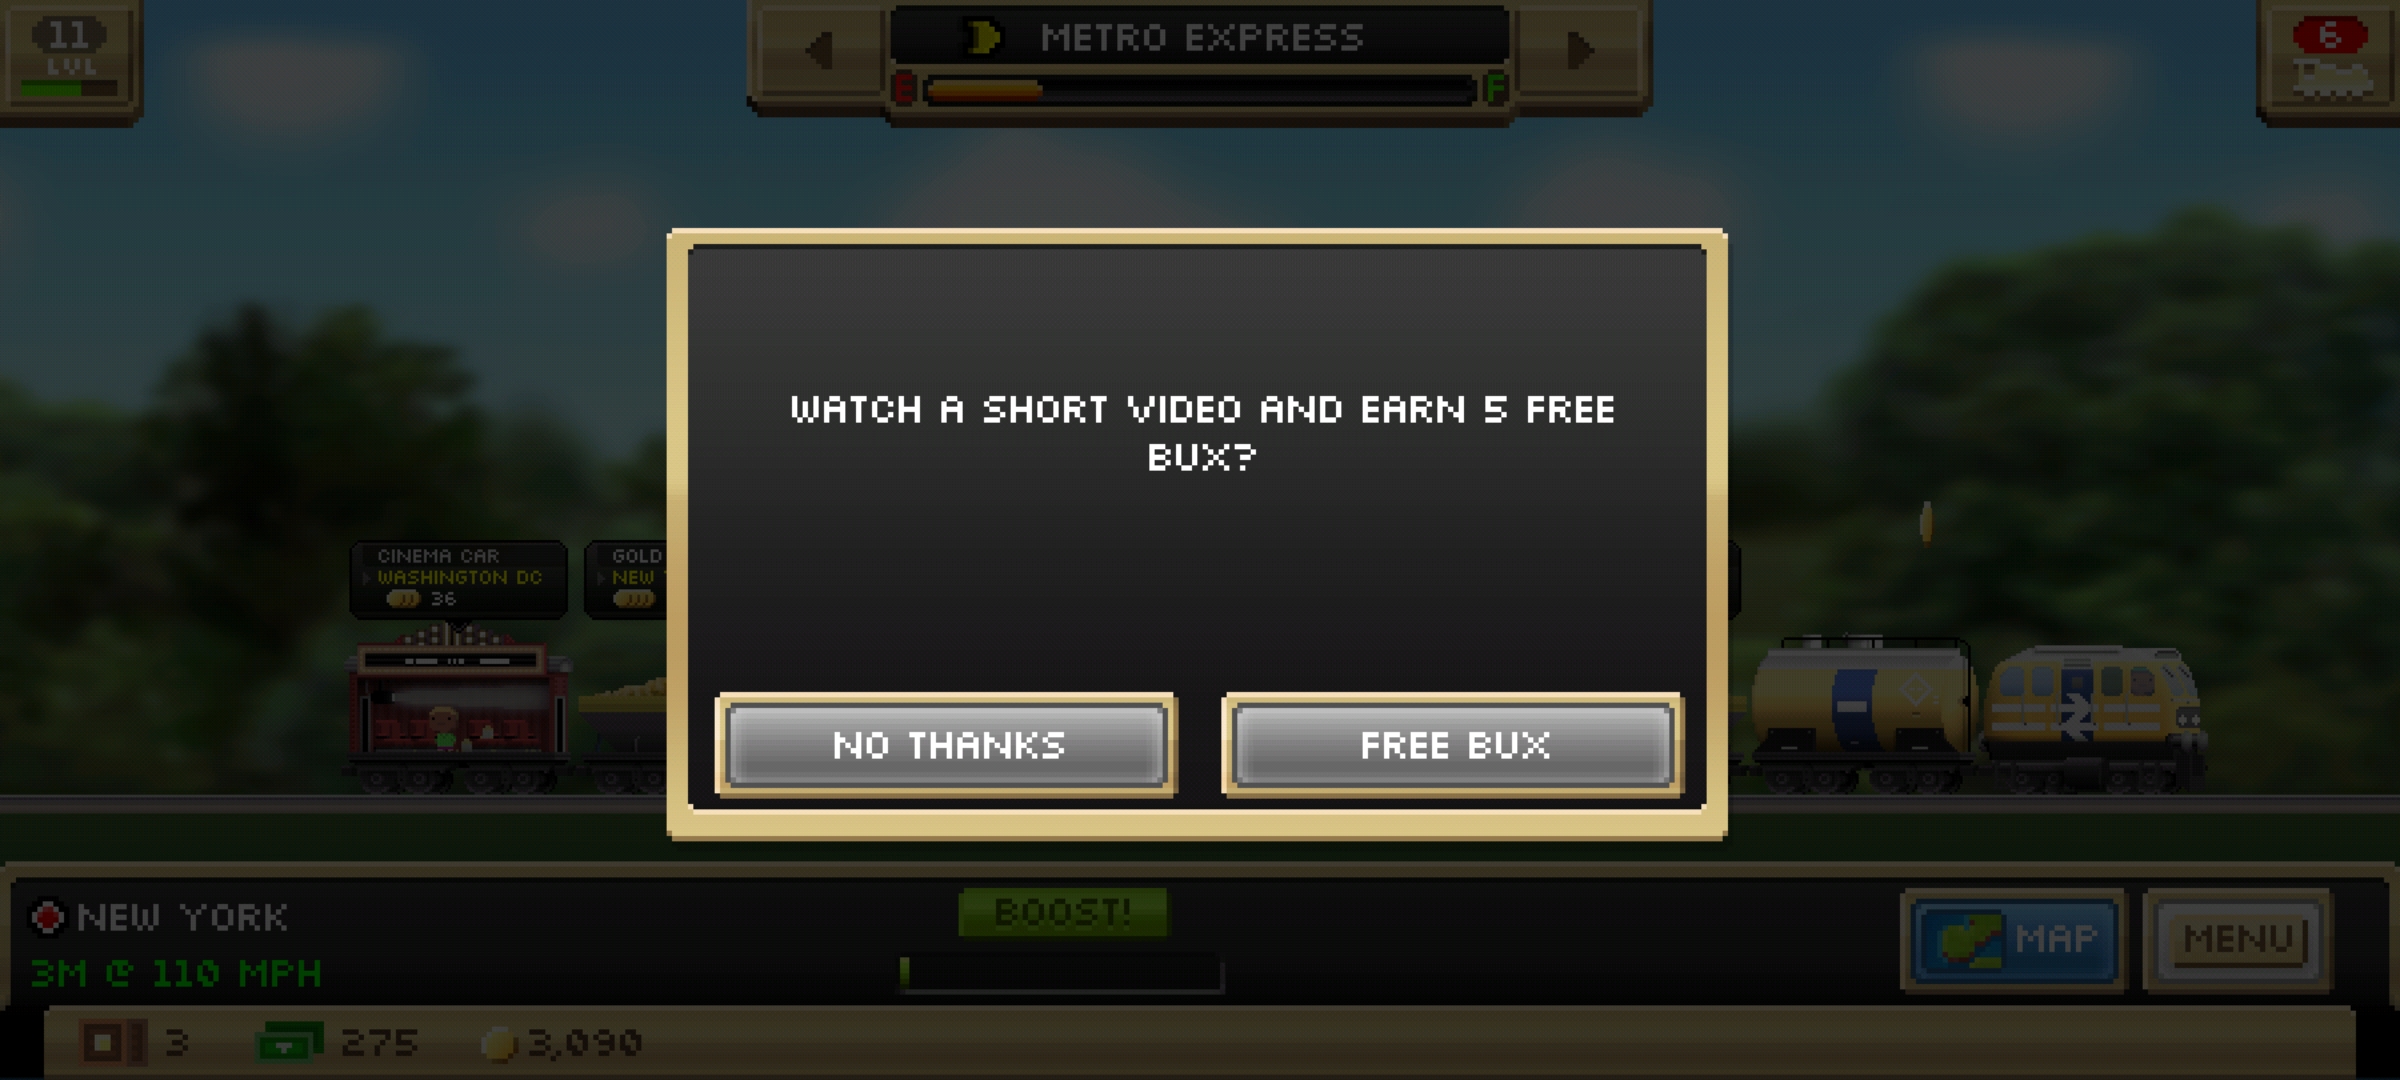 11
LVL
METRO EXPRESS
E
F
6
WATCH A SHORT VIDEO AND EARN 5 FREE
BUX?
CINEMA CAR
WASHINGTON DC
36
GOLD
NEW
NO THANKS
FREE BUX
NEW YORK
3M @ 110 MPH
BOOST!
MAP
MENU
3
275
3,090